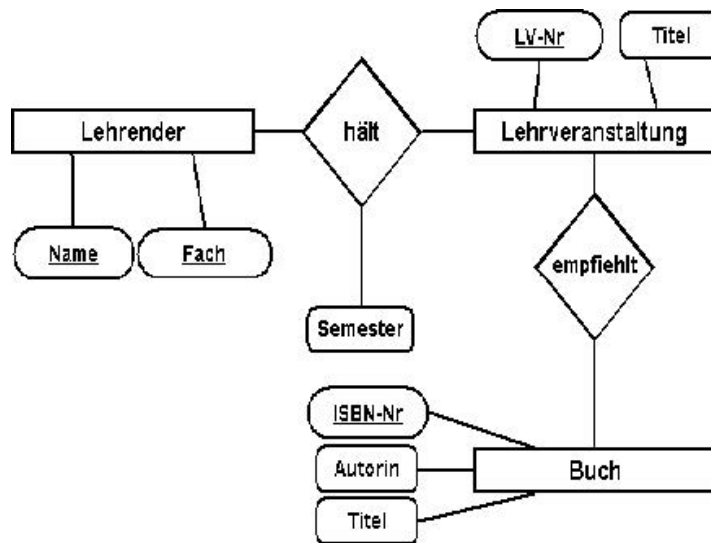 LV-Nr
Titel
Lehrender
hält
Lehrveranstaltung
Name
Fach
empfiehlt
Semester
ISBN-Nr
Autorin
Buch
Titel